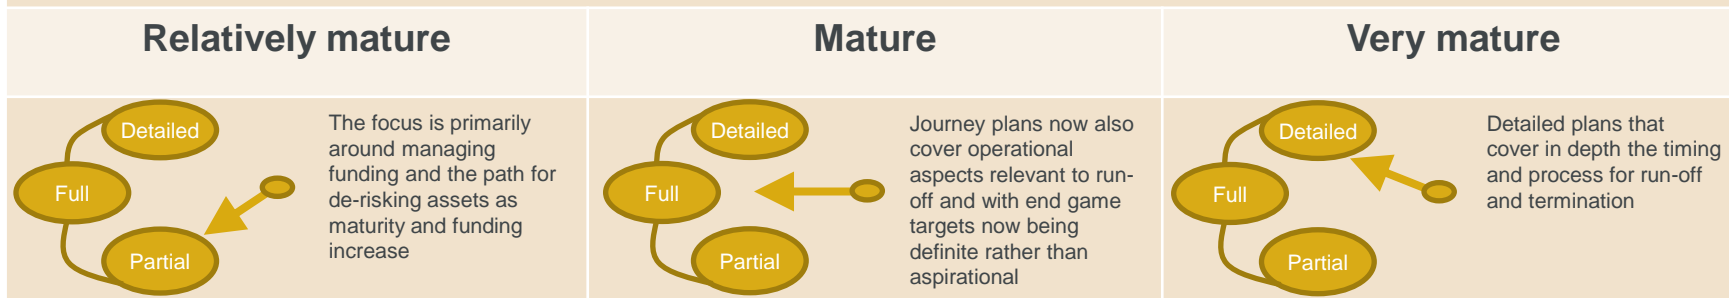 Relatively mature
Mature
Very mature
Detailed
Full
Partial
The focus is primarily
around managing
funding and the path for
de-risking assets as
maturity and funding
increase
Detailed
Full
Partial
Journey plans now also
cover operational
aspects relevant to run-
off and with end game
targets now being
definite rather than
aspirational
Detailed
Full
Partial
Detailed plans that
cover in depth the timing
and process for run-off
and termination